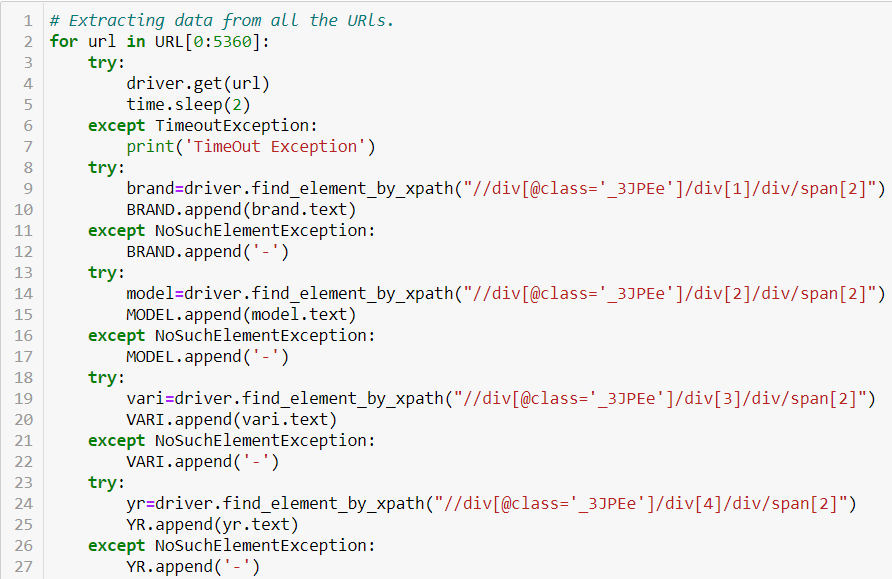 1 # Extracting data from all the URls.
2 for url in URL[0:5360]:
3     try:
4         driver.get(url)
5         time.sleep(2)
6     except TimeoutException:
7         print('TimeOut Exception')
8     try:
9         brand=driver.find_element_by_xpath("//div[@class='_3JPEe']/div[1]/div/span[2]")
10         BRAND.append(brand.text)
11     except NoSuchElementException:
12         BRAND.append('-')
13     try:
14         model=driver.find_element_by_xpath("//div[@class='_3JPEe']/div[2]/div/span[2]")
15         MODEL.append(model.text)
16     except NoSuchElementException:
17         MODEL.append('-')
18     try:
19         vari=driver.find_element_by_xpath("//div[@class='_3JPEe']/div[3]/div/span[2]")
20         VARI.append(vari.text)
21     except NoSuchElementException:
22         VARI.append('-')
23     try:
24         yr=driver.find_element_by_xpath("//div[@class='_3JPEe']/div[4]/div/span[2]")
25         YR.append(yr.text)
26     except NoSuchElementException:
27         YR.append('-')